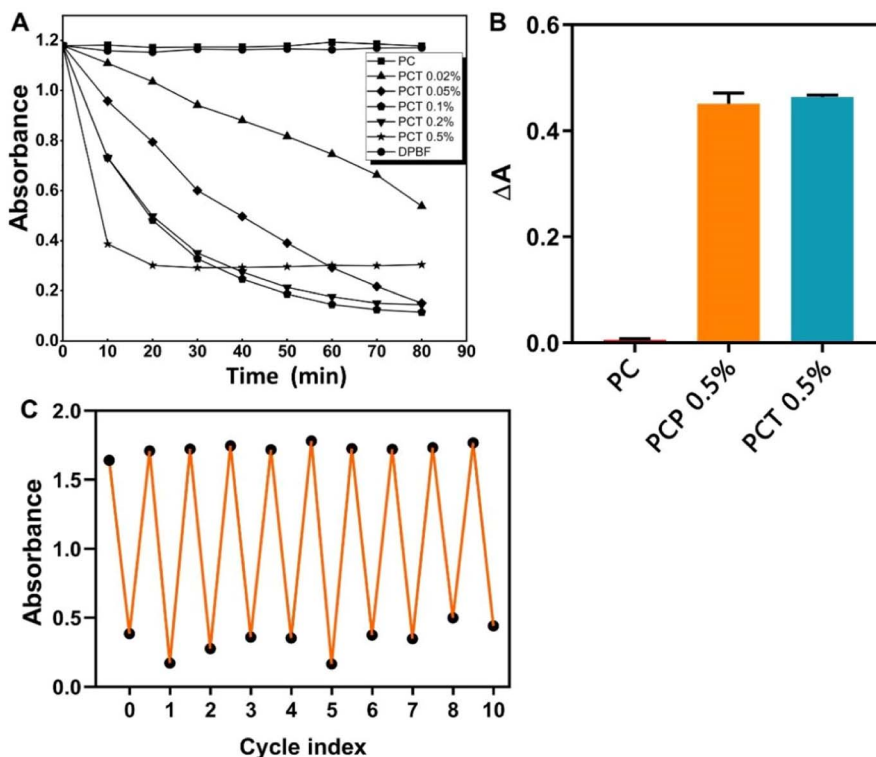 A
1.2
1.0
0.8
0.6
0.4
0.2
0.0
Absorbance
PC
PCT 0.02%
PCT 0.05%
PCT 0.1%
PCT 0.2%
PCT 0.5%
DPBF
0 10 20 30 40 50 60 70 80 90
Time (min)
B
0.6
0.4
0.2
0.0
ΔA
PC
PCP 0.5%
PCT 0.5%
C
2.0
1.5
1.0
0.5
0.0
Absorbance
0 1 2 3 4 5 6 7 8 10
Cycle index